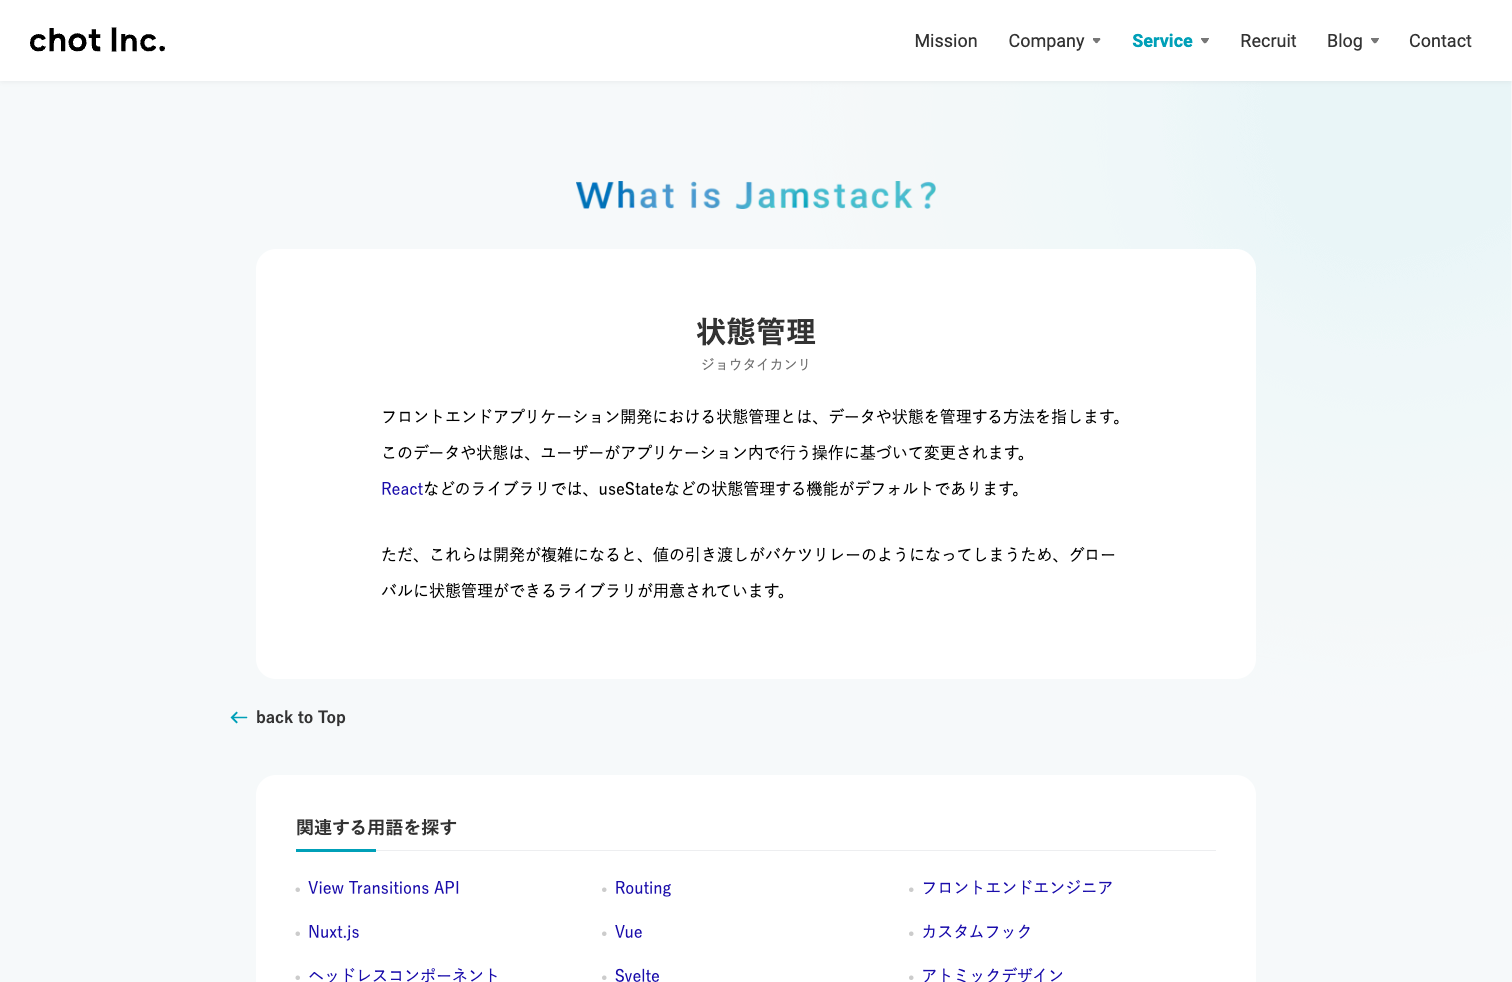 chot Inc.
Mission Company Service Recruit Blog Contact
What is Jamstack?
状態管理
ジョウタイカンリ
フロントエンドアプリケーション開発における状態管理とは、データや状態を管理する方法を指します。
このデータや状態は、ユーザーがアプリケーション内で行う操作に基づいて変更されます。
Reactなどのライブラリでは、useStateなどの状態管理する機能がデフォルトであります。
ただ、これらは開発が複雑になると、値の引き渡しがバケツリレーのようになってしまうため、グロー
バルに状態管理ができるライブラリが用意されています。
back to Top
関連する用語を探す
View Transitions API
Routing
フロントエンドエンジニア
Nuxt.js
Vue
カスタムフック
ヘッドレスコンポーネント
Svelte
アトミックデザイン